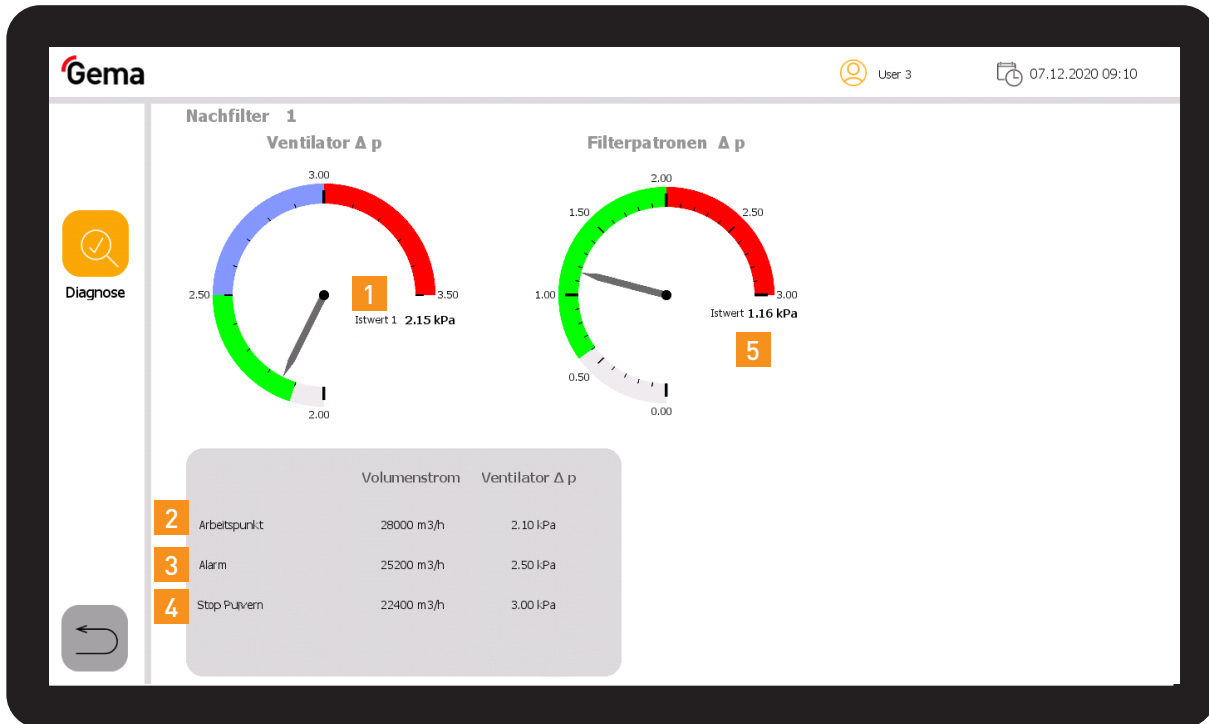 Gema
User 3
07.12.2020 09:10
Nachfilter 1
Ventilator Δ p
Filterpatronen Δ p
3.00
2.50
3.50
2.00
1
Istwert 1 2.15 kPa
2.00
1.50
2.50
1.00
3.00
0.50
0.00
Istwert 1.16 kPa
5
Diagnose
Volumenstrom Ventilator Δ p
2 Arbeitspunkt 28000 m3/h 2.10 kPa
3 Alarm 25200 m3/h 2.50 kPa
4 Stop Pulvern 22400 m3/h 3.00 kPa